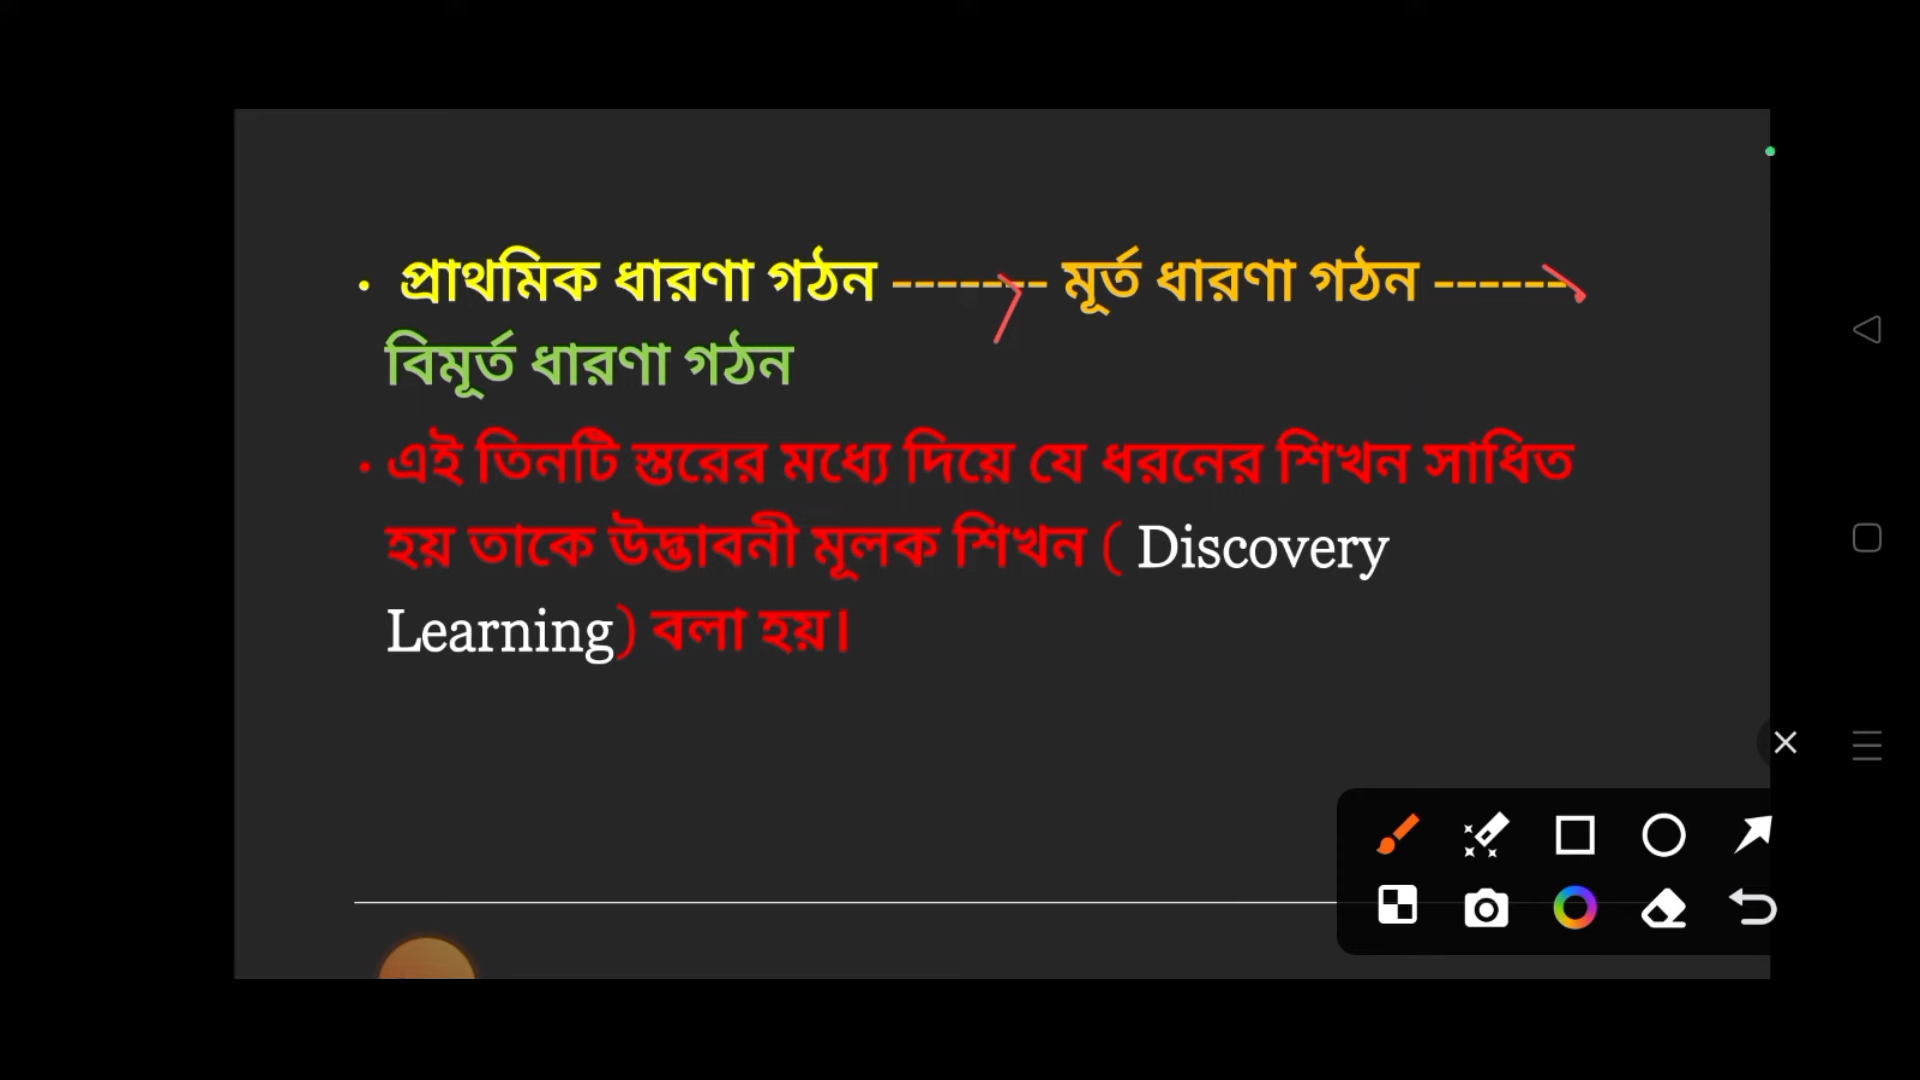 • প্রাথমিক ধারণা গঠন ------- মূর্ত ধারণা গঠন ------
বিমূর্ত ধারণা গঠন
• এই তিনটি স্তরের মধ্যে দিয়ে যে ধরনের শিখন সাধিত
হয় তাকে উদ্ভাবনী মূলক শিখন ( Discovery
Learning) বলা হয়।